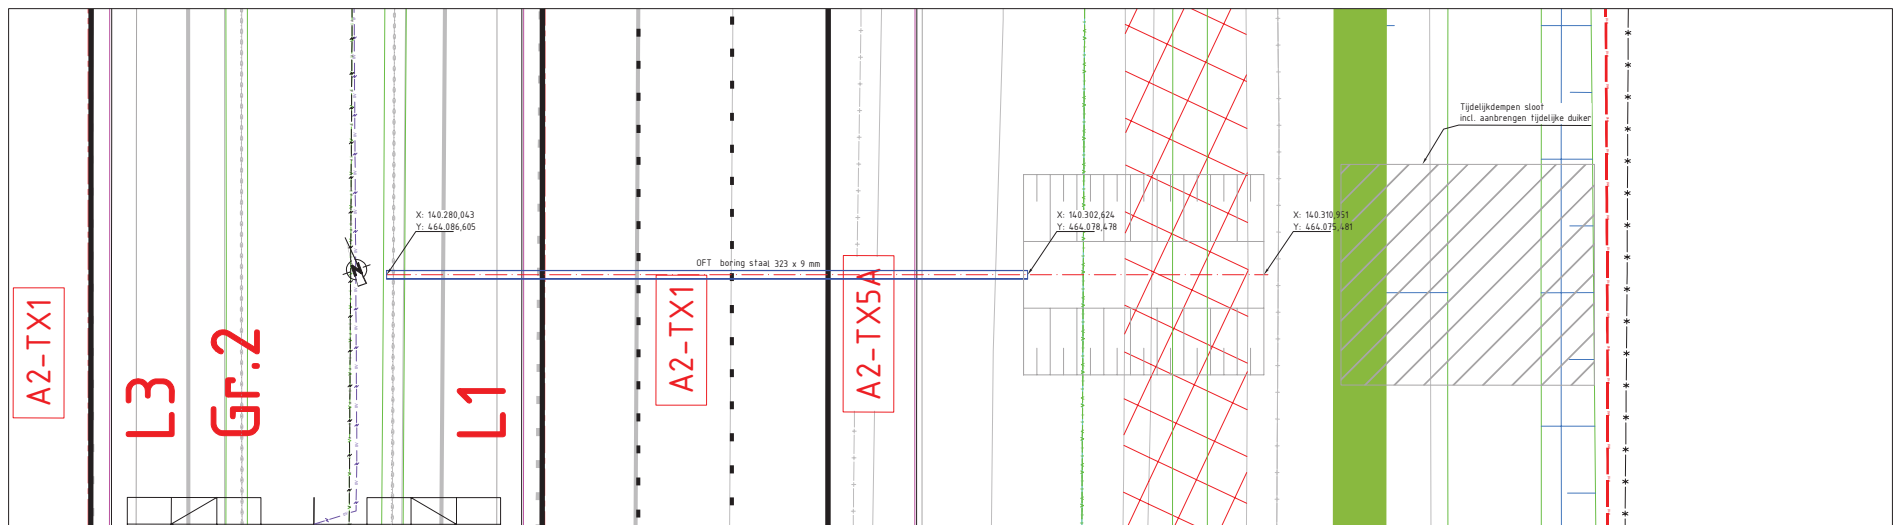 Tijdelijkdempen sloot
incl. aanbrengen tijdelijke duiker
X: 140.280,043
Y: 464.086,605
X: 140.302,624
Y: 464.078,478
X: 140.310,951
Y: 464.075,481
OFT boring staal 323 x 9 mm
A2-TX1
L3
Gr.2
L1
A2-TX1
A2-TX5A